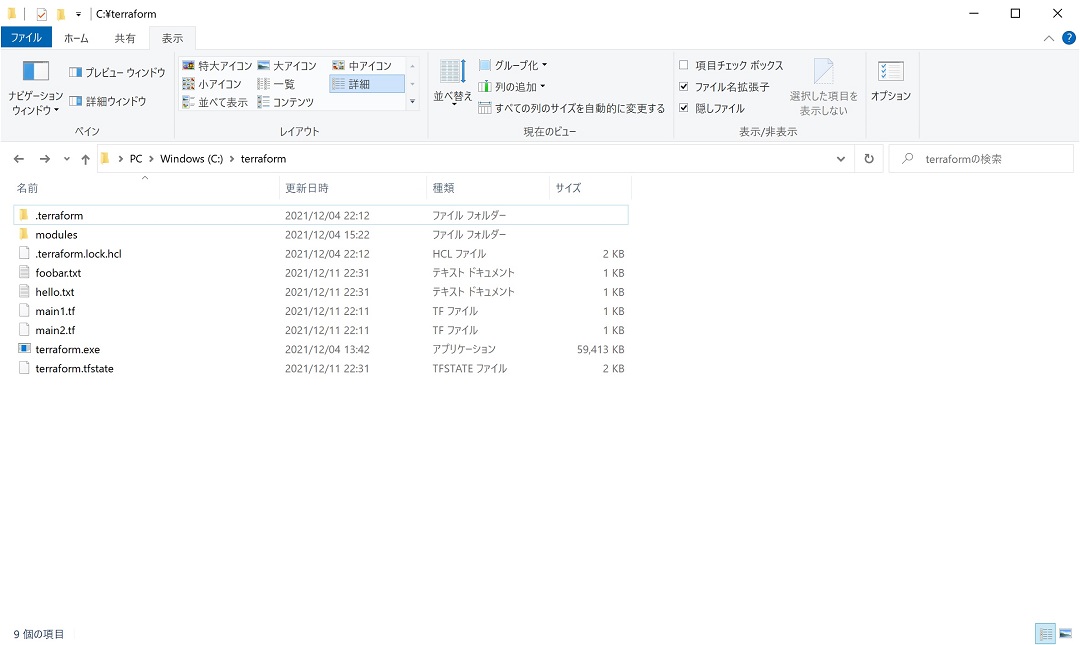 C:¥terraform
ファイル ホーム 共有 表示
ナビゲーション ウィンドウ
プレビュー ウィンドウ
詳細ウィンドウ
ペイン
特大アイコン 大アイコン 中アイコン
小アイコン 一覧 詳細
並べて表示 コンテンツ
レイアウト
並べ替え
グループ化
列の追加
すべての列のサイズを自動的に変更する
現在のビュー
項目チェック ボックス
ファイル名拡張子
隠しファイル
選択した項目を
表示しない
表示/非表示
オプション
PC Windows (C:) terraform
terraformの検索
名前 更新日時 種類 サイズ
.terraform 2021/12/04 22:12 ファイル フォルダー
modules 2021/12/04 15:22 ファイル フォルダー
.terraform.lock.hcl 2021/12/04 22:12 HCL ファイル 2 KB
foobar.txt 2021/12/11 22:31 テキスト ドキュメント 1 KB
hello.txt 2021/12/11 22:31 テキスト ドキュメント 1 KB
main1.tf 2021/12/11 22:11 TF ファイル 1 KB
main2.tf 2021/12/11 22:11 TF ファイル 1 KB
terraform.exe 2021/12/04 13:42 アプリケーション 59,413 KB
terraform.tfstate 2021/12/11 22:31 TFSTATE ファイル 2 KB
9 個の項目